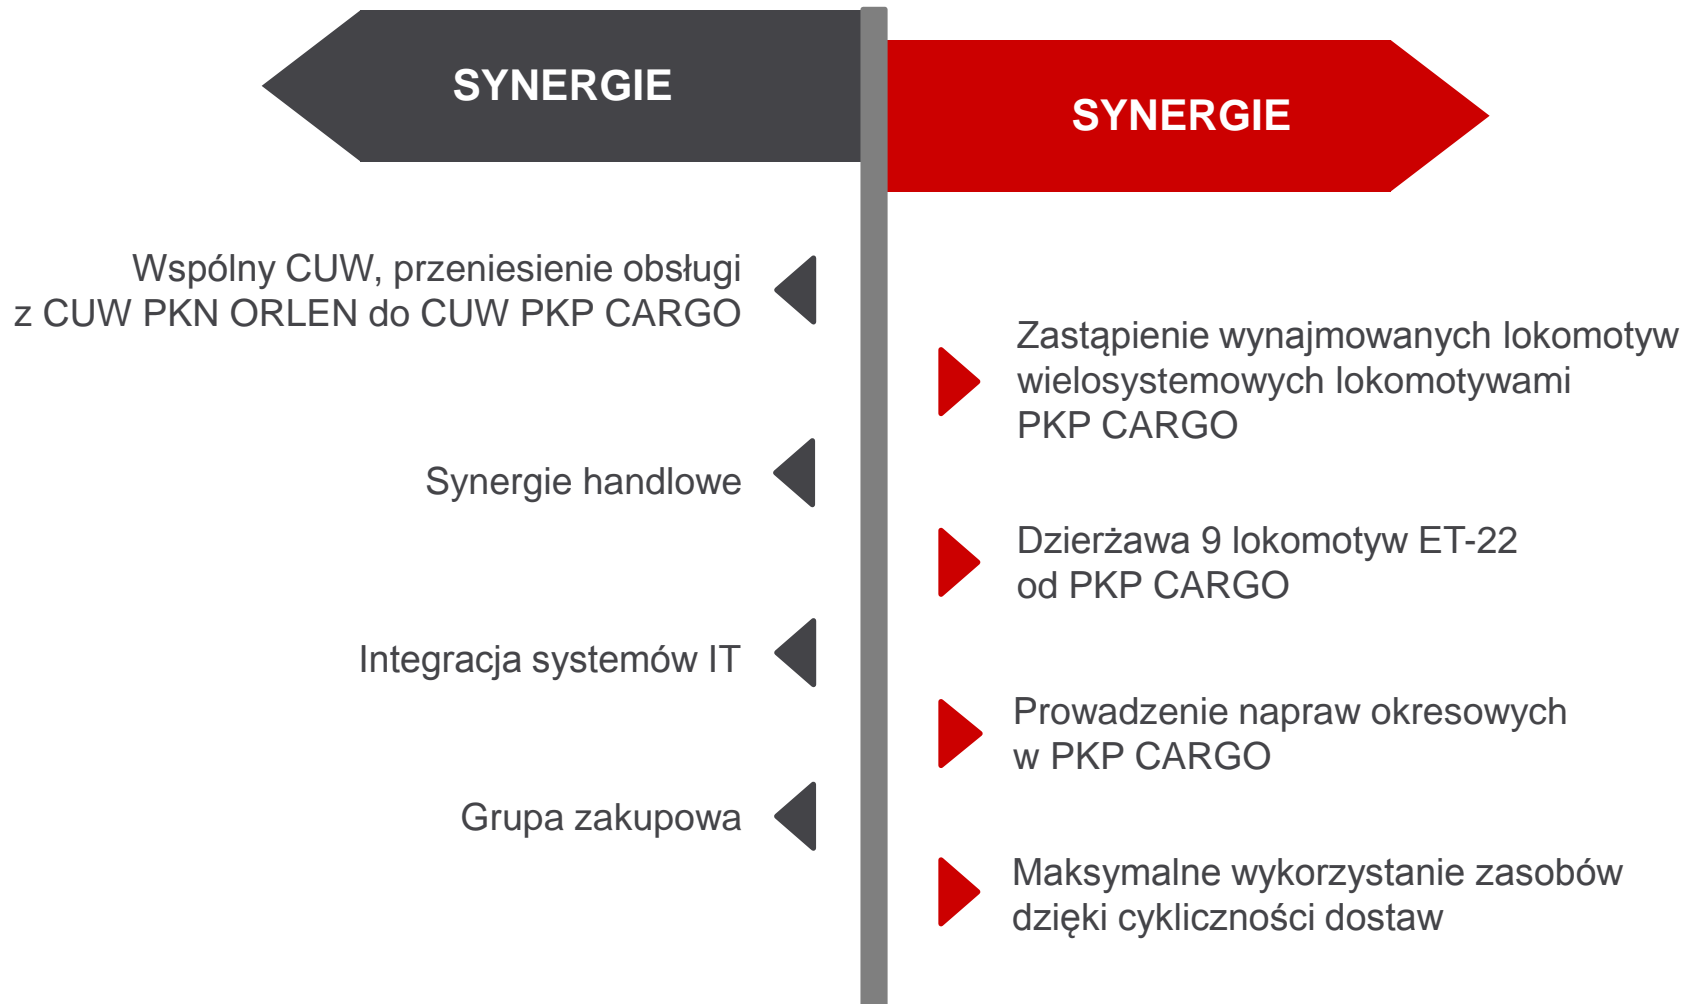 SYNERGIE
Wspólny CUW, przeniesienie obsługi
z CUW PKN ORLEN do CUW PKP CARGO
Synergie handlowe
Integracja systemów IT
Grupa zakupowa
SYNERGIE
Zastąpienie wynajmowanych lokomotyw
wielosystemowych lokomotywami
PKP CARGO
Dzierżawa 9 lokomotyw ET-22
od PKP CARGO
Prowadzenie napraw okresowych
w PKP CARGO
Maksymalne wykorzystanie zasobów
dzięki cykliczności dostaw